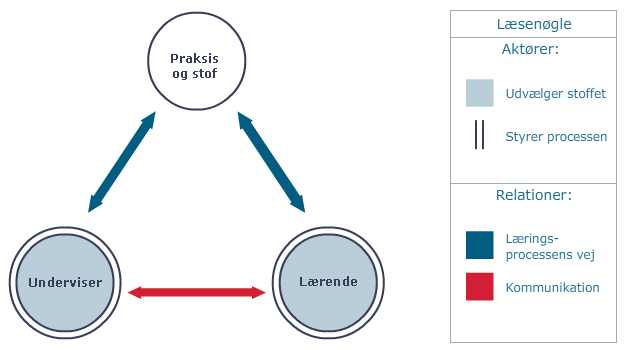 Praksis
og stof
Underviser
Lærende
Læsenøgle
Aktører:
Udvælger stoffet
Styrer processen
Relationer:
Lærings-
processens vej
Kommunikation